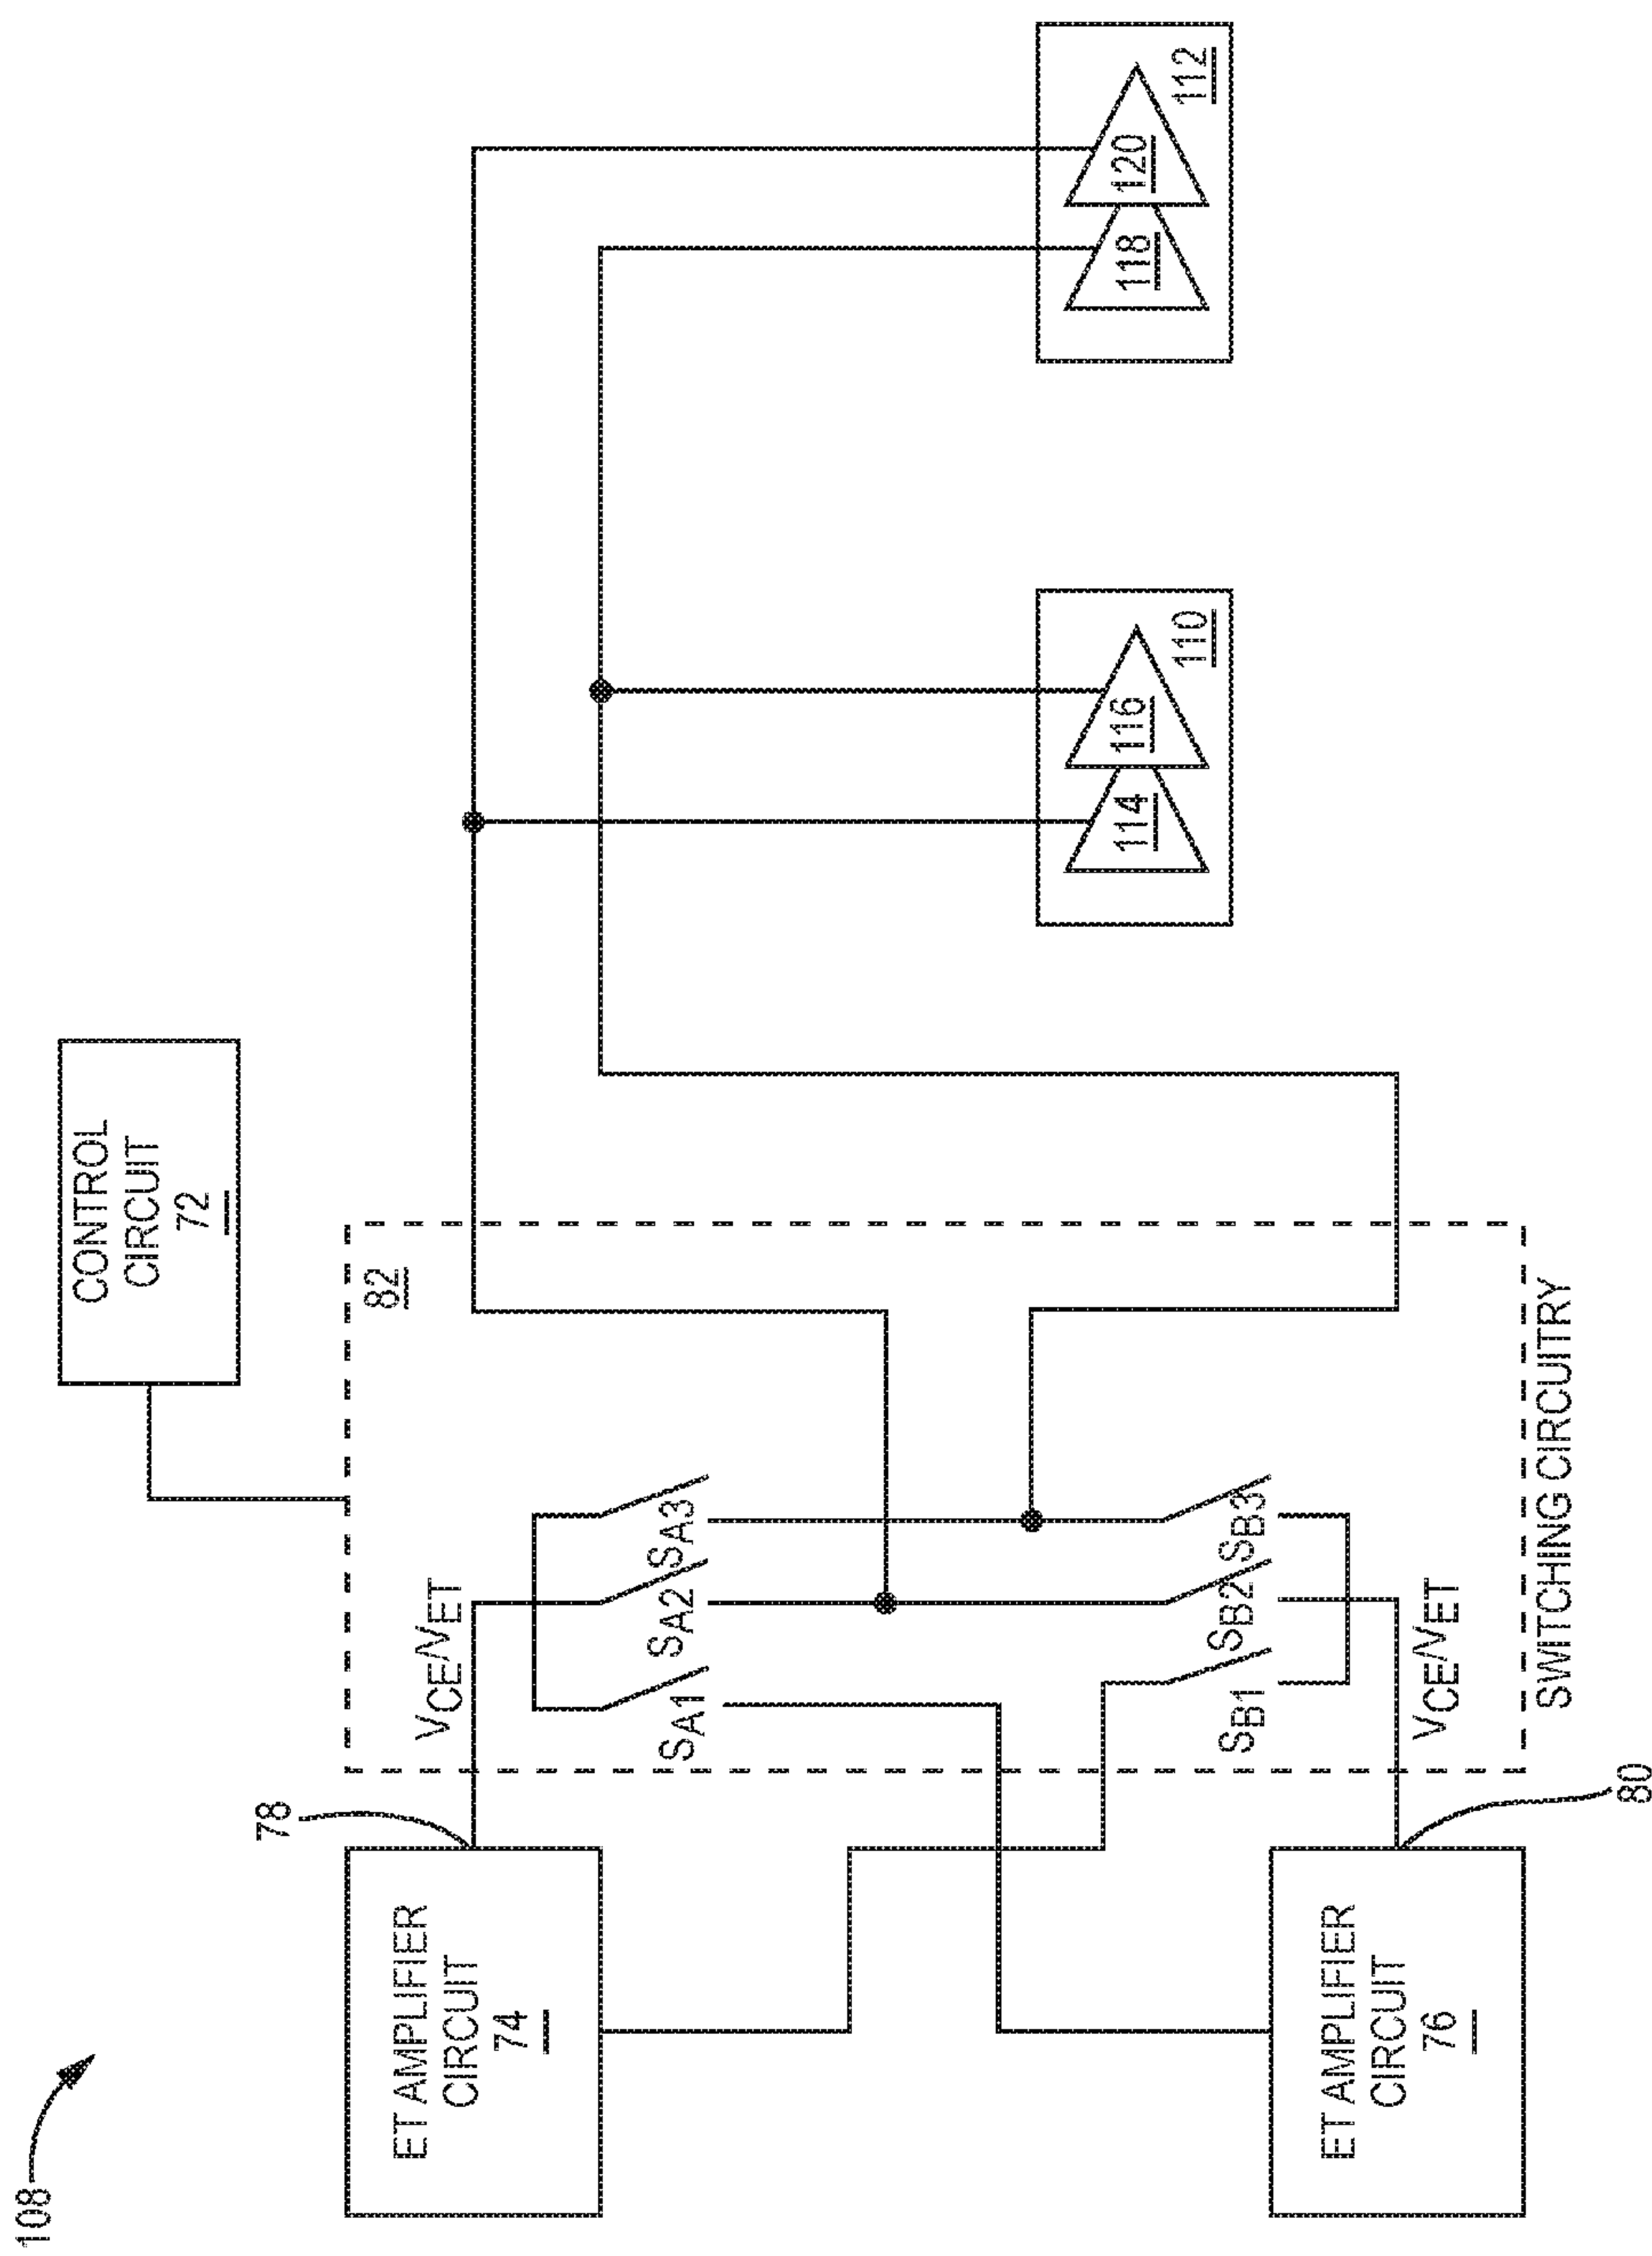 108
CONTROL
CIRCUIT
72
78
ET AMPLIFIER
CIRCUIT
74
VCE/VET
82
SA1
SA2
SA3
114
116
110
118
120
112
SB1
SB2
SB3
ET AMPLIFIER
CIRCUIT
76
VCE/VET
SWITCHING CIRCUITRY
80